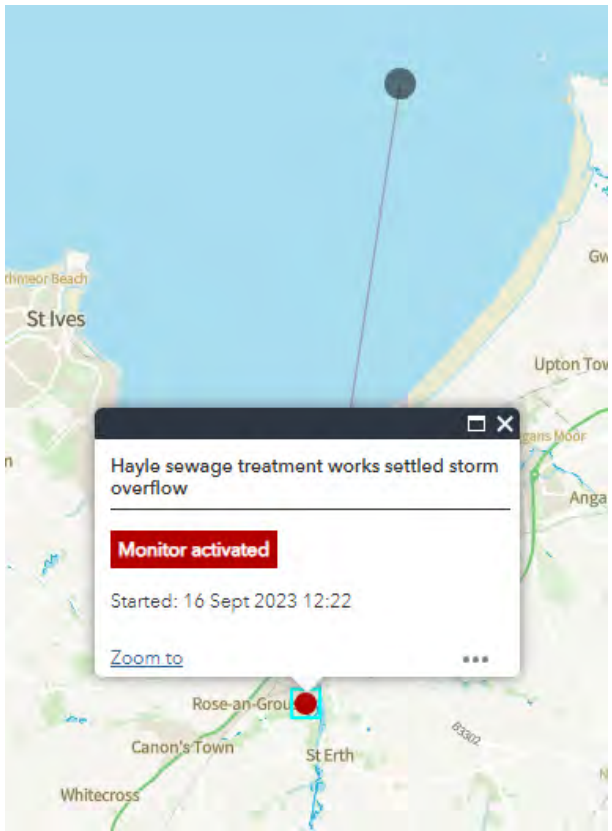 Gw
thmeor Beach
St Ives
Upton Tow
gans Moor
n
Anga
Hayle sewage treatment works settled storm
overflow
Monitor activated
Started: 16 Sept 2023 12:22
Zoom to
Rose-an-Grou
B3302
Canon's Town
St Erth
Whitecross
N